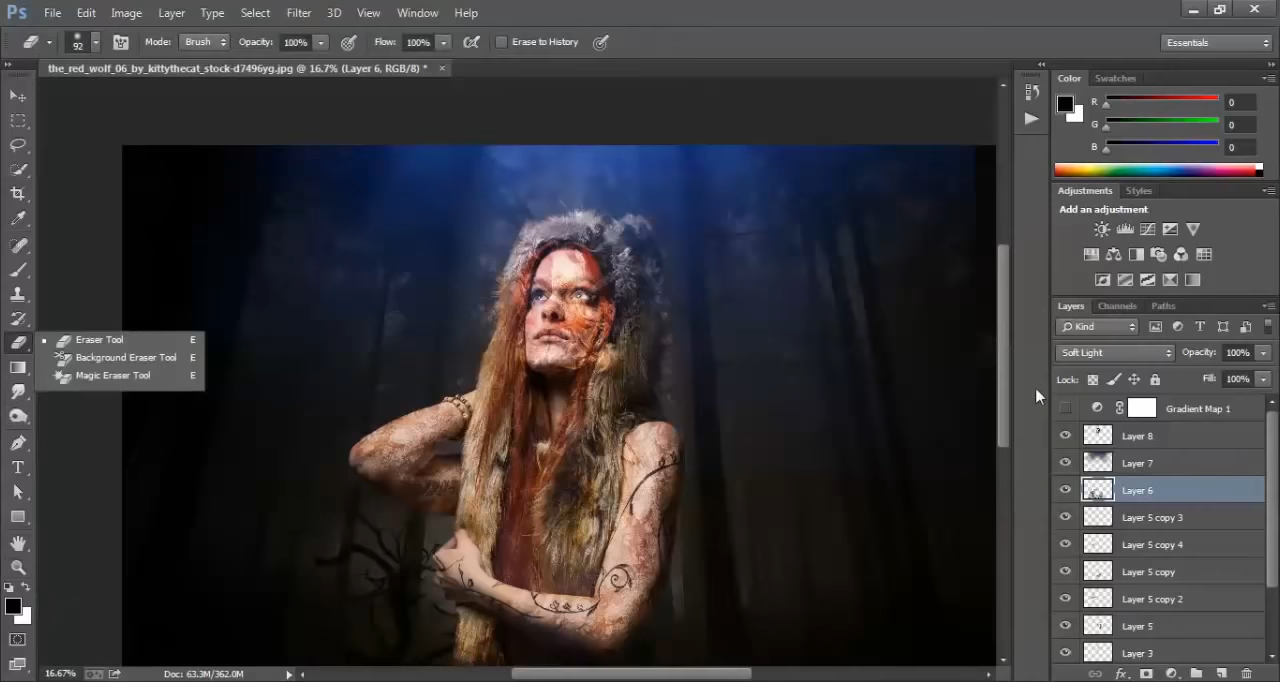 Ps File Edit Image Layer Type Select Filter 3D View Window Help
92 Mode: Brush Opacity: 100% Flow: 100% Erase to History Essentials
the_red_wolf_06_by_kittythecat_stock-d7496yg.jpg @ 16.7% (Layer 6, RGB/8) * ×
Color Swatches
R 0
G 0
B 0
Adjustments Styles
Add an adjustment
Layers Channels Paths
Kind
Soft Light Opacity: 100%
Lock: Fill: 100%
Gradient Map 1
Layer 8
Layer 7
Layer 6
Layer 5 copy 3
Layer 5 copy 4
Layer 5 copy
Layer 5 copy 2
Layer 5
Layer 3
Eraser Tool E
Background Eraser Tool E
Magic Eraser Tool E
T
16.67% Doc: 63.3M/362.0M
fx